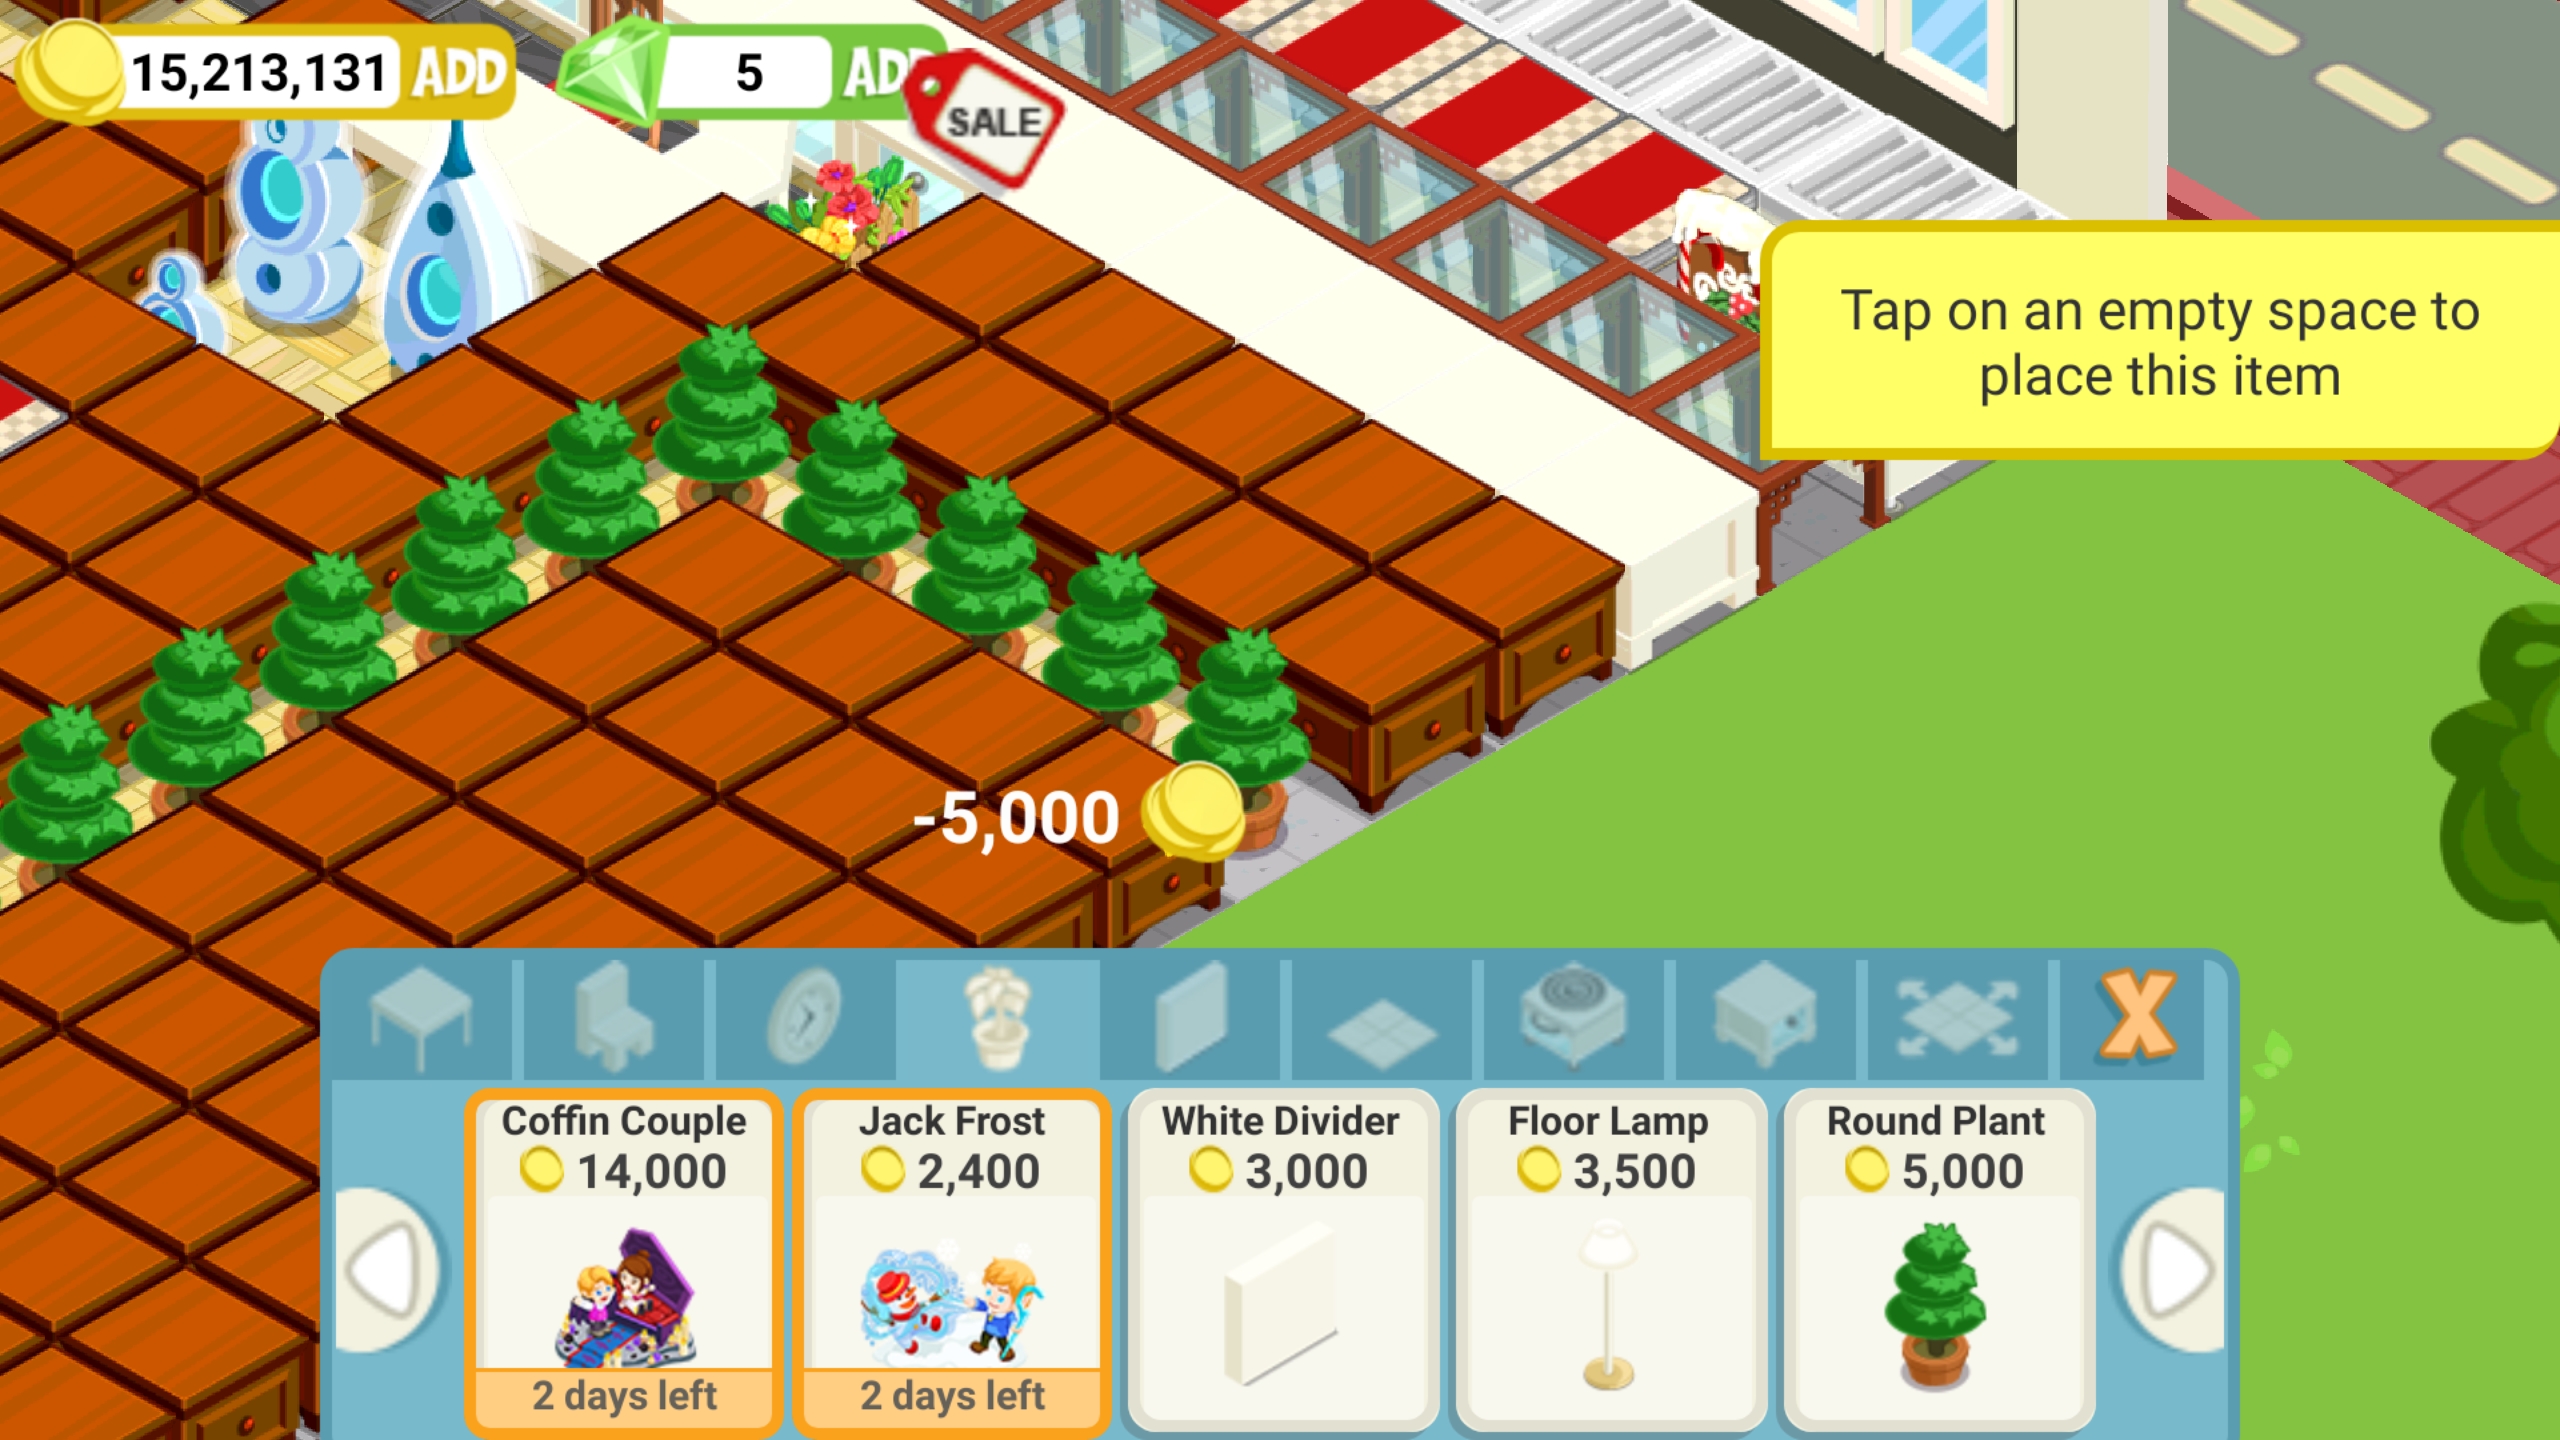 15,213,131 ADD
5 ADD
SALE
Tap on an empty space to
place this item
-5,000
Coffin Couple
14,000
2 days left
Jack Frost
2,400
2 days left
White Divider
3,000
Floor Lamp
3,500
Round Plant
5,000